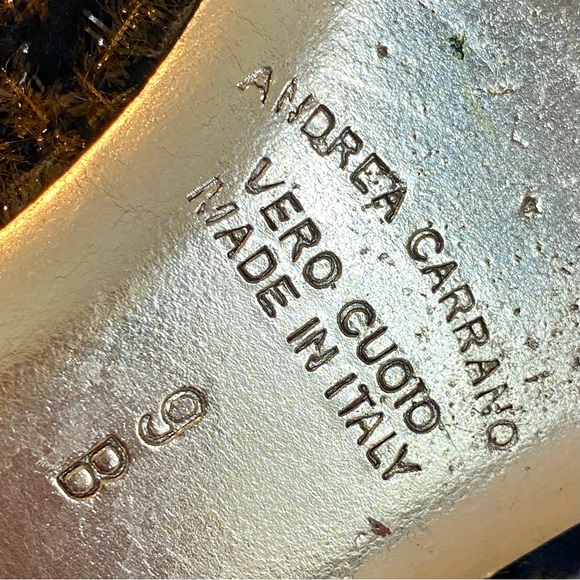 ANDREA CARRANO
VERO CUOIO
MADE IN ITALY
9 B